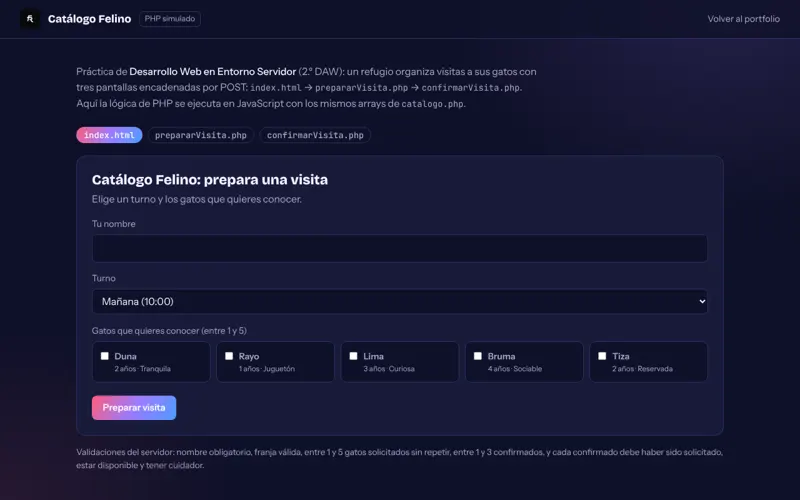 Catálogo Felino
PHP simulado
Volver al portfolio
Práctica de Desarrollo Web en Entorno Servidor (2.º DAW): un refugio organiza visitas a sus gatos con
tres pantallas encadenadas por POST: index.html → prepararVisita.php → confirmarVisita.php.
Aquí la lógica de PHP se ejecuta en JavaScript con los mismos arrays de catalogo.php.
index.html
prepararVisita.php
confirmarVisita.php
Catálogo Felino: prepara una visita
Elige un turno y los gatos que quieres conocer.
Tu nombre
Turno
Mañana (10:00)
Gatos que quieres conocer (entre 1 y 5)
Duna
2 años · Tranquila
Rayo
1 años · Juguetón
Lima
3 años · Curiosa
Bruma
4 años · Sociable
Tiza
2 años · Reservada
Preparar visita
Validaciones del servidor: nombre obligatorio, franja válida, entre 1 y 5 gatos solicitados sin repetir, entre 1 y 3 confirmados, y cada confirmado debe haber sido solicitado,
estar disponible y tener cuidador.